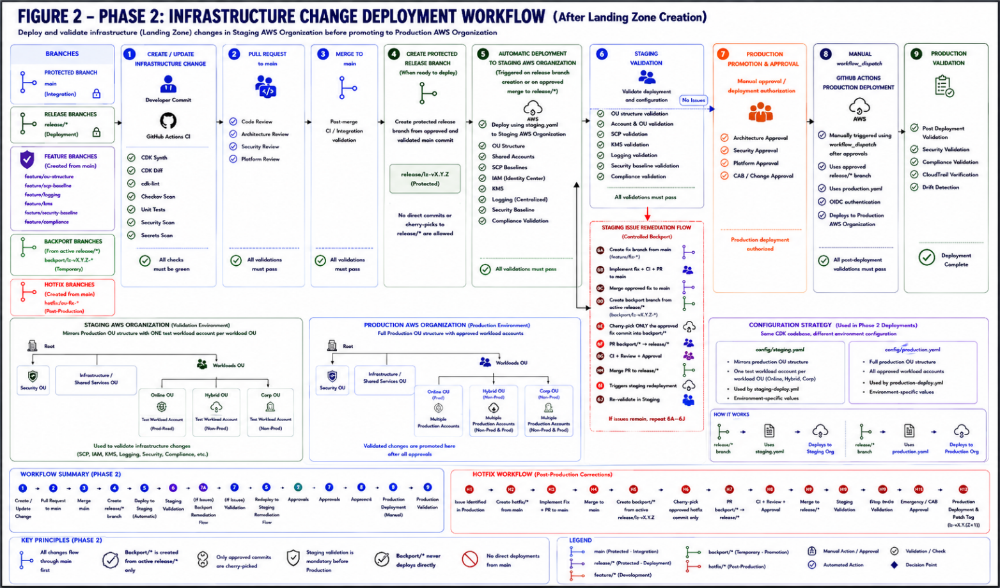 FIGURE 2 – PHASE 2: INFRASTRUCTURE CHANGE DEPLOYMENT WORKFLOW (After Landing Zone Creation)
Deploy and validate infrastructure (Landing Zone) changes in Staging AWS Organization before promoting to Production AWS Organization
BRANCHES
PROTECTED BRANCH
main
(Integration)
RELEASE BRANCHES
release/*
(Deployment)
FEATURE BRANCHES
(Created from main)
feature/ou-structure
feature/scp-baseline
feature/logging
feature/kms
feature/security-baseline
feature/compliance
BACKPORT BRANCHES
(From active release/*)
backport/lz-vX.Y.Z-*
(Temporary)
HOTFIX BRANCHES
(Created from main)
(Post-Production)
1
CREATE / UPDATE
INFRASTRUCTURE CHANGE
Developer Commit
GitHub Actions CI
CDK Synth
CDK Diff
cdk-lint
Checkov Scan
Unit Tests
Security Scan
Secrets Scan
All checks
must be green
2
PULL REQUEST
to main
Code Review
Architecture Review
Security Review
Platform Review
All validations
must pass
3
MERGE TO
main
Post-merge
CI / Integration
validation
All validations
must pass
4
CREATE PROTECTED
RELEASE BRANCH
(When ready to deploy)
Create protected release
branch from approved and
validated main commit
release/lz-vX.Y.Z
(Protected)
No direct commits or
cherry-picks to
release/* are allowed
5
AUTOMATIC DEPLOYMENT
TO STAGING AWS ORGANIZATION
(Triggered on release branch
creation or on approved
merge to release/*)
AWS
Deploy using staging.yaml
to Staging AWS Organization
OU Structure
Shared Accounts
SCP Baselines
IAM (Identity Center)
KMS
Logging (Centralized)
Security Baseline
Compliance Validation
All validations must pass
6
STAGING
VALIDATION
Validate deployment
and configuration
No Issues
OU structure validation
Account & OU validation
SCP validation
KMS validation
Logging validation
Security baseline validation
Compliance validation
All validations must pass
STAGING ISSUE REMEDIATION FLOW
(Controlled Backport)
6A Create fix branch from main
(feature/fix-*)
6B Implement fix + CI + PR
to main
Merge approved fix to main
Create backport branch from
active release/*
(backport/lz-vX.Y.Z-*)
6E Cherry-pick ONLY the approved
fix commit into backport/*
6F PR backport/* → release/*
CI + Review + Approval
Merge PR to release/*
6I Triggers staging redeployment
6J Re-validate in Staging
If issues remain, repeat 6A–6J
7
PRODUCTION
PROMOTION & APPROVAL
Manual approval /
deployment authorization
Architecture Approval
Security Approval
Platform Approval
CAB / Change Approval
Production deployment
authorized
8
MANUAL
workflow_dispatch
GITHUB ACTIONS
PRODUCTION DEPLOYMENT
AWS
Manually triggered using
workflow_dispatch
after approvals
Uses approved
release/* branch
Uses production.yaml
OIDC authentication
Deploys to Production
AWS Organization
All post-deployment
validations must pass
9
PRODUCTION
VALIDATION
Post Deployment
Validation
Security Validation
Compliance Validation
CloudTrail Verification
Drift Detection
Deployment
Complete
STAGING AWS ORGANIZATION (Validation Environment)
Mirrors Production OU structure with ONE test workload account per workload OU
Root
Workloads OU
Security OU
Infrastructure /
Shared Services OU
Online OU
Test Workload Account
Hybrid OU
Test Workload Account
(Non-Prod)
Corp OU
Test Workload Account
(Non-Prod)
Used to validate infrastructure changes
(SCP, IAM, KMS, Logging, Security, Compliance, etc.)
PRODUCTION AWS ORGANIZATION (Production Environment)
Full Production OU structure with approved workload accounts
Root
Workloads OU
Security OU
Infrastructure /
Shared Services OU
Online OU
(Prod)
Multiple
Production Accounts
Hybrid OU
(Non-Prod)
Multiple
Production Accounts
(Non-Prod & Prod)
Corp OU
(Non-Prod)
Multiple
Production Accounts
(Non-Prod & Prod)
Validated changes are promoted here
after all approvals
CONFIGURATION STRATEGY (Used in Phase 2 Deployments)
Same CDK codebase, different environment configuration
config/staging.yaml
• Mirrors production OU structure
• One test workload account per
workload OU (Online, Hybrid, Corp)
• Used by staging-deploy.yml
• Environment-specific values
config/production.yaml
• Full production OU structure
• All approved workload accounts
• Used by production-deploy.yml
• Environment-specific values
HOW IT WORKS
release/*
branch
Uses
staging.yaml
Deploys to
Staging Org
release/*
branch
Uses
production.yaml
Deploys to
Production Org
WORKFLOW SUMMARY (PHASE 2)
1
Create /
Update
Change
2
Pull Request
to main
3
Merge
main
4
Create
release/*
branch
5
Deploy to
Staging
(Automatic)
6
Staging
Validation
7A
(If Issues)
Backport
Remediation
Flow
7
(If Issues)
Validation
5
Redeploy to
Staging
Remediation
Flow
7
Approvals
7
Approvals
8
8
Production
Deployment
(Manual)
9
Production
Validation
HOTFIX WORKFLOW (Post-Production Corrections)
H1
Issue Identified
in Production
H2
Create hotfix/*
from main
H3
Implement Fix
+ PR to main
H4
Merge to
main
H5
Create backport/*
from active
release/lz-vX.Y.Z
H6
Cherry-pick
approved hotfix
commit only
H7
PR
backport/* →
release/*
H8
CI + Review +
Approval
H9
Merge to
release/*
Staging
Validation
Validation
Emergency / CAB
Approval
H12
Production
Deployment &
Patch Tag
(lz-vX.Y.(Z+1))
KEY PRINCIPLES (PHASE 2)
All changes flow
through main
first
Backport/* is created
from active release/*
only
Only approved commits
are cherry-picked
Staging validation is
mandatory before
Production
Backport/* never
deploys directly
No direct deployments
from main
LEGEND
main (Protected - Integration)
release/* (Protected - Deployment)
feature/* (Development)
backport/* (Temporary - Promotion)
hotfix/* (Post-Production)
Manual Action / Approval
Automated Action
Validation / Check
Decision Point